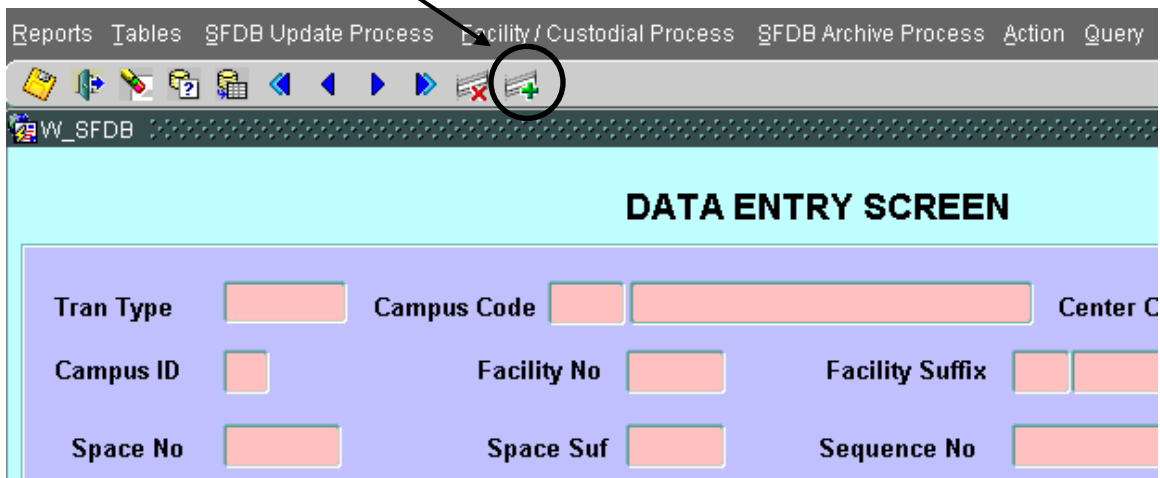 Reports Tables SFDB Update Process Facility / Custodial Process SFDB Archive Process Action Query
W_SFDB
DATA ENTRY SCREEN
Tran Type Campus Code Center C
Campus ID Facility No Facility Suffix
Space No Space Suf Sequence No